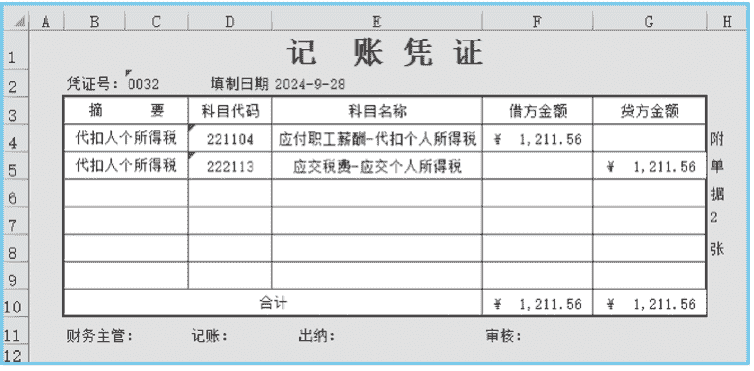 A B C D E F G H
1 记 账 凭 证
2 凭证号: 0032 填制日期 2024-9-28
3 摘 要 科目代码 科目名称 借方金额 贷方金额
4 代扣人个所得税 221104 应付职工薪酬-代扣个人所得税 ¥ 1,211.56 附
5 代扣人个所得税 222113 应交税费-应交个人所得税 ¥ 1,211.56 单
6 据
7 2
8 张
9
10 合计 ¥ 1,211.56 ¥ 1,211.56
11 财务主管: 记账: 出纳: 审核:
12